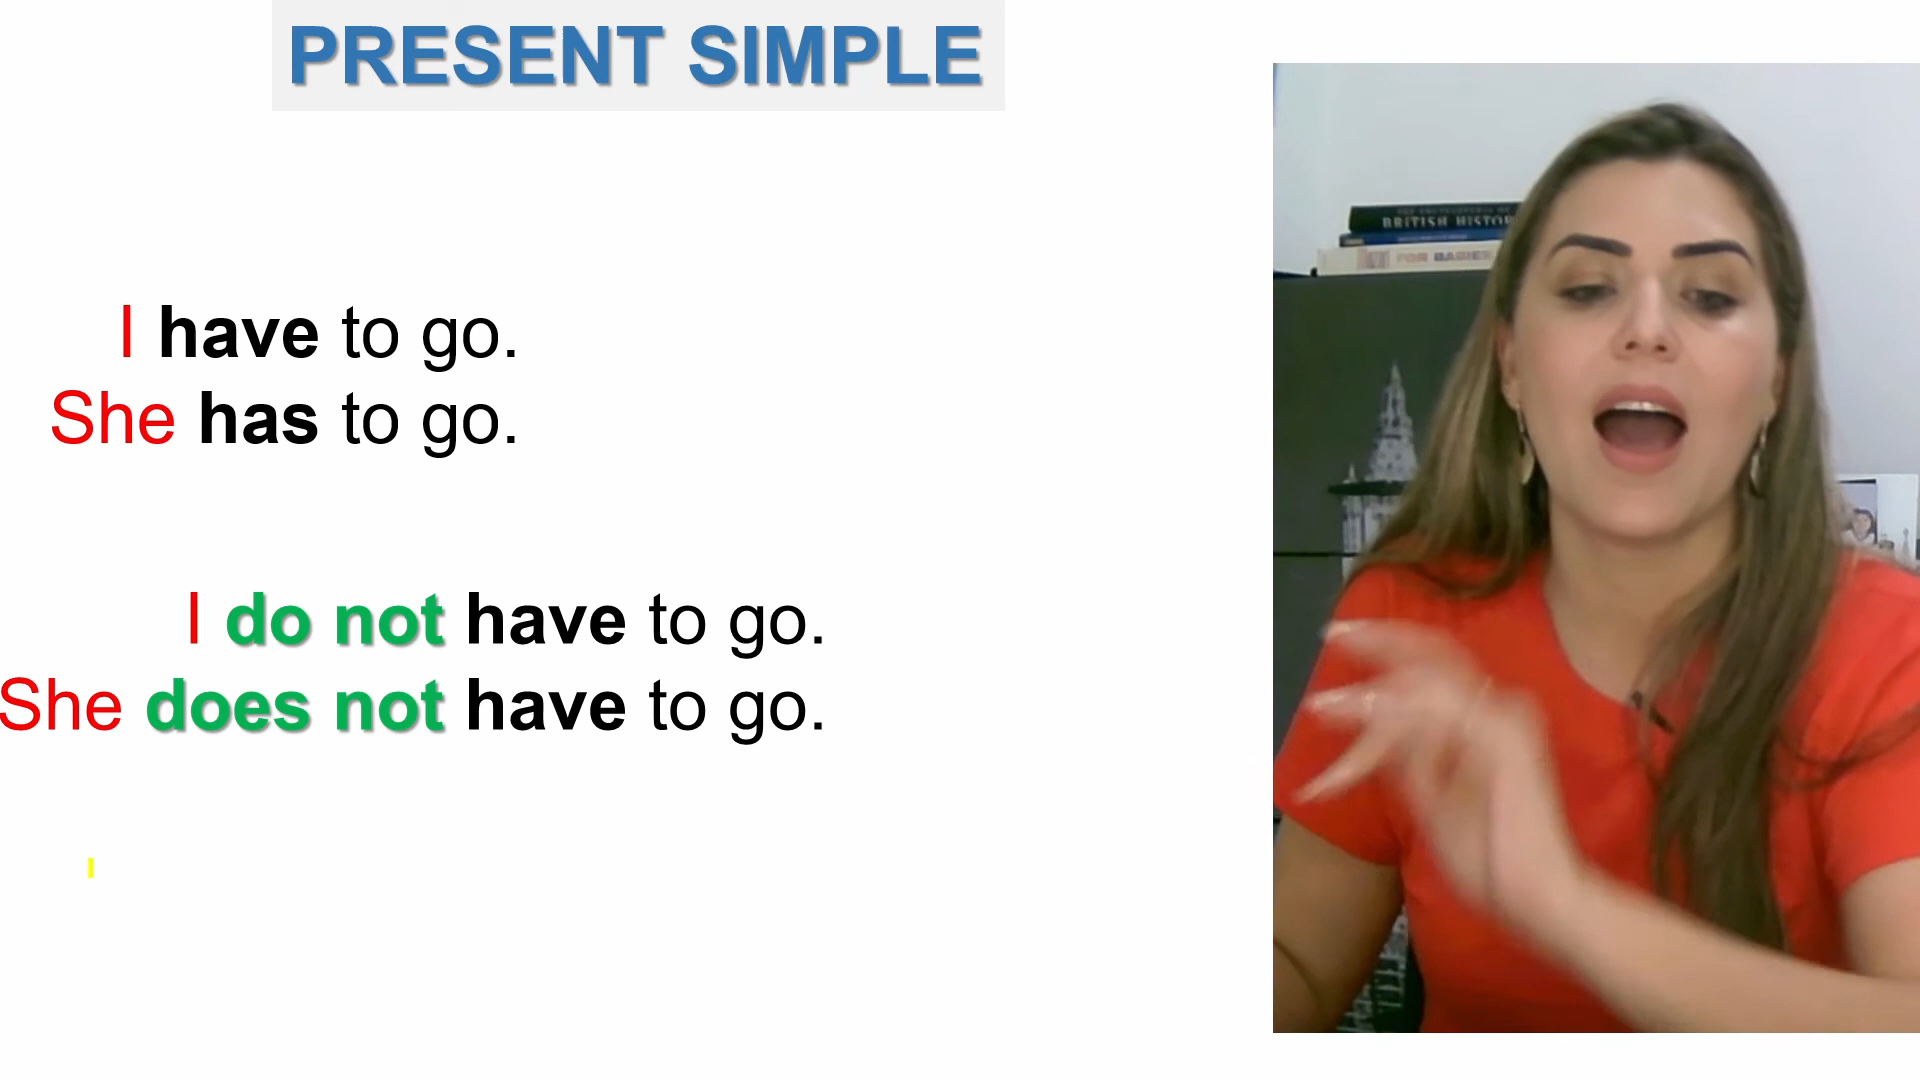 PRESENT SIMPLE
I have to go.
She has to go.
I do not have to go.
She does not have to go.
BRITISH HISTOR
FOR BABIES